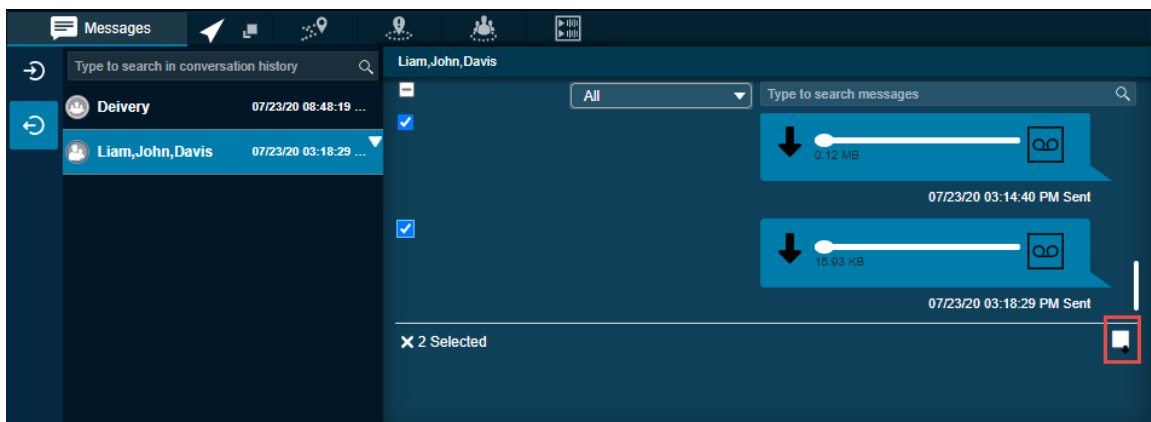 Messages
Type to search in conversation history
Deivery 07/23/20 08:48:19 ...
Liam,John,Davis 07/23/20 03:18:29 ...
Liam,John,Davis
All
Type to search messages
0.12 MB
07/23/20 03:14:40 PM Sent
15.93 KB
07/23/20 03:18:29 PM Sent
2 Selected